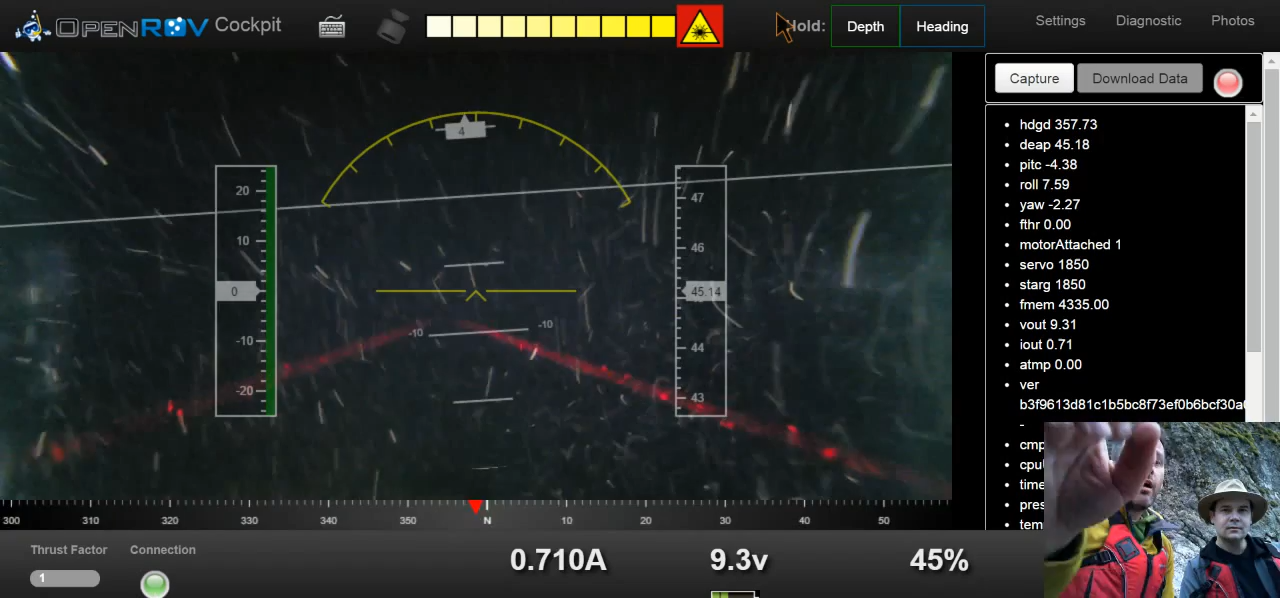 OPENROV Cockpit
Hold:
Depth
Heading
Settings
Diagnostic
Photos
Capture
Download Data
hdgd 357.73
deap 45.18
pitc -4.38
roll 7.59
yaw -2.27
fthr 0.00
motorAttached 1
servo 1850
starg 1850
fmem 4335.00
vout 9.31
iout 0.71
atmp 0.00
ver
-
cmp
time
pres
4
20
10
0
-10
-20
-10
-10
47
46
45.14
44
43
300 310 320 330 340 350 N 10 20 30 40 50
Thrust Factor
1
Connection
0.710A
9.3v
45%